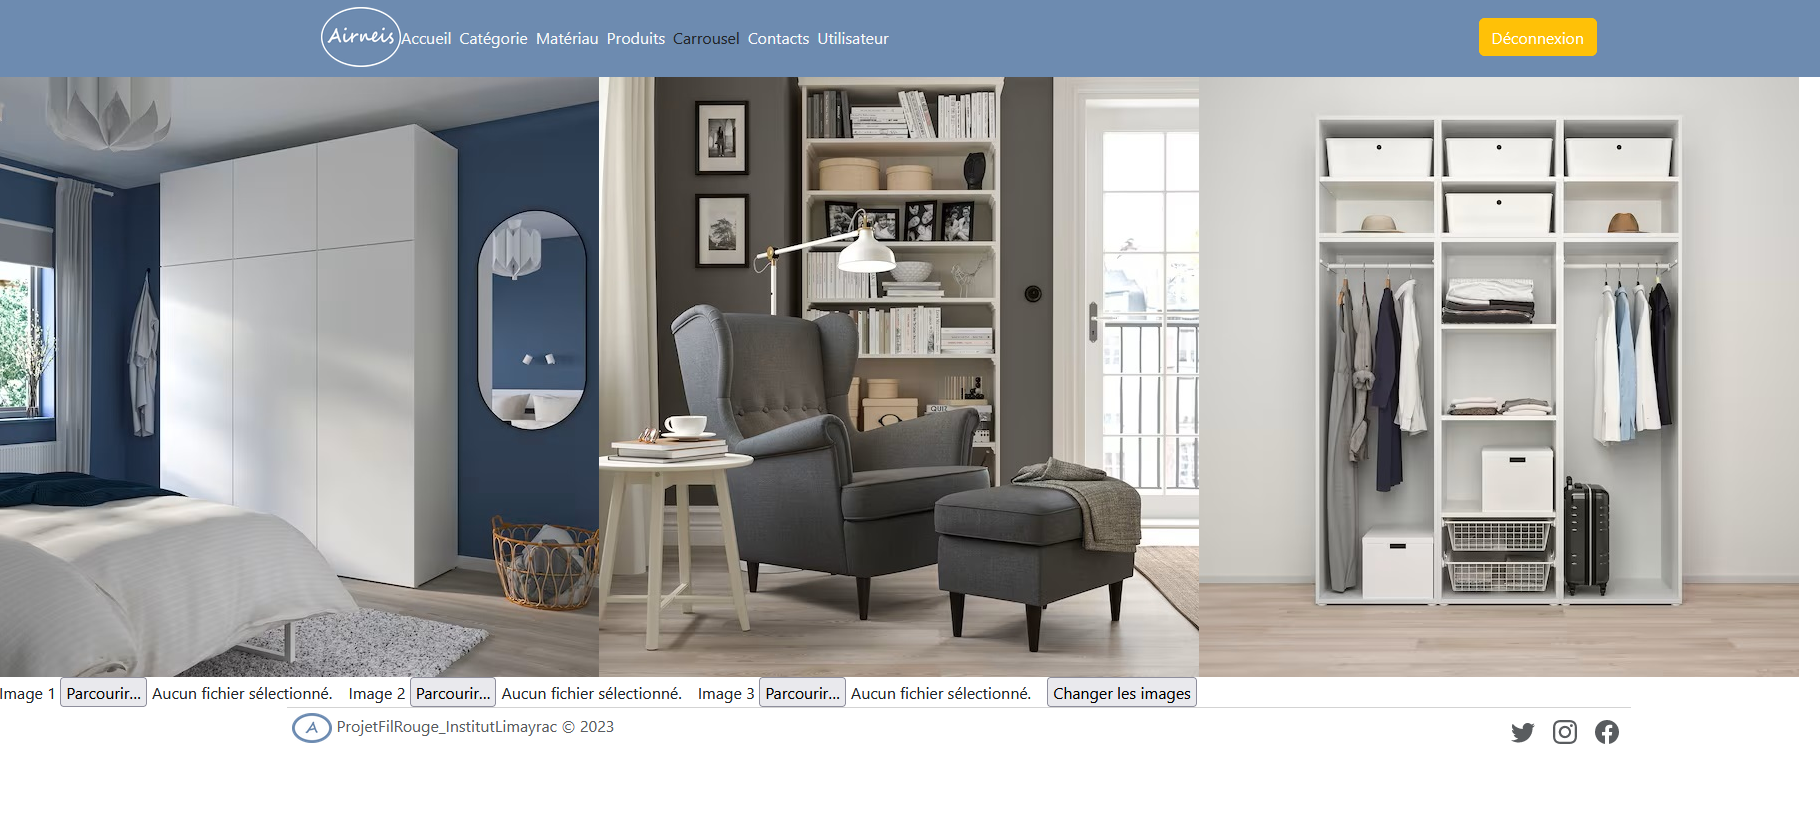 Airneis Accueil Catégorie Matériau Produits Carrousel Contacts Utilisateur Déconnexion
QUIZ
Image 1 Parcourir... Aucun fichier sélectionné. Image 2 Parcourir... Aucun fichier sélectionné. Image 3 Parcourir... Aucun fichier sélectionné. Changer les images
A ProjetFilRouge_InstitutLimayrac © 2023